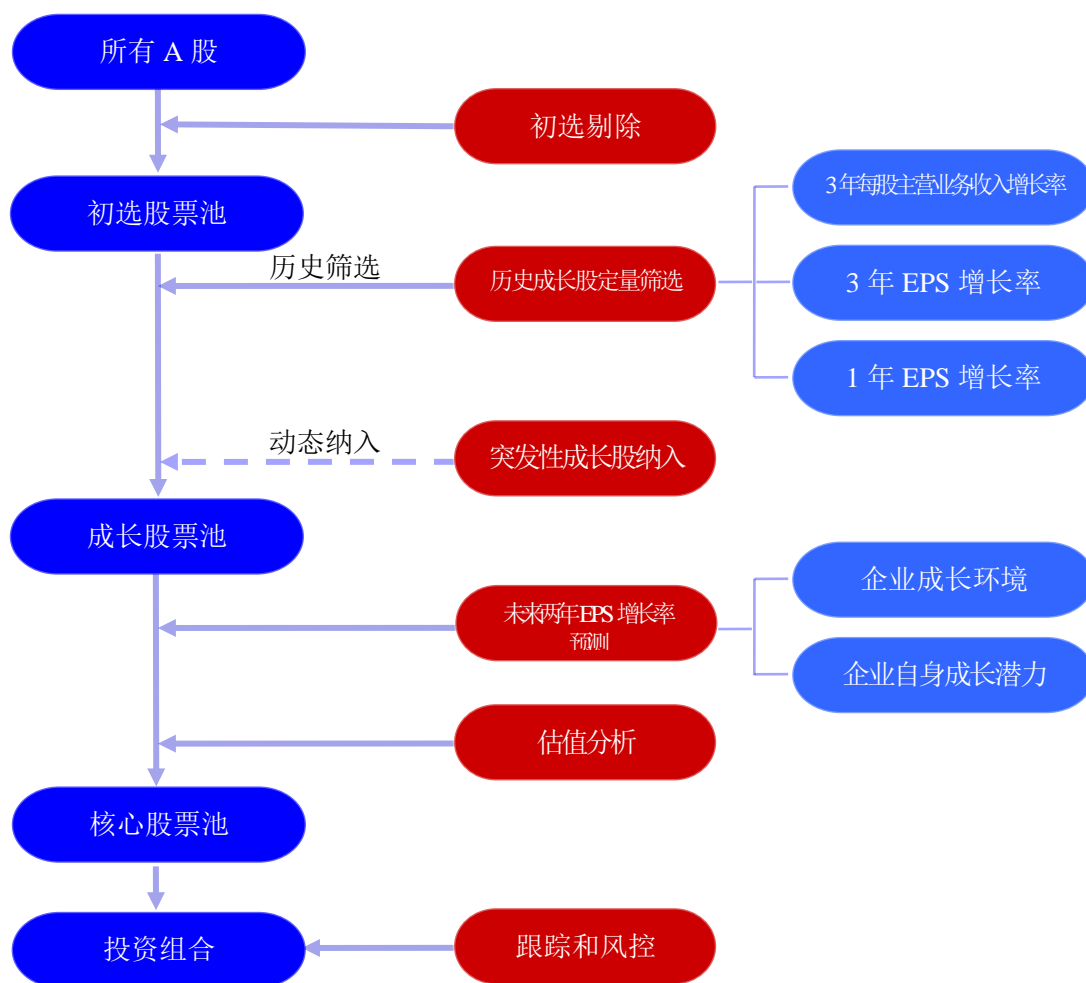 所有 A 股
初选剔除
3 年每股主营业务收入增长率
初选股票池
历史筛选
历史成长股定量筛选
3 年 EPS 增长率
1 年 EPS 增长率
动态纳入
突发性成长股纳入
成长股票池
企业成长环境
未来两年 EPS 增长率
预测
企业自身成长潜力
估值分析
核心股票池
投资组合
跟踪和风控